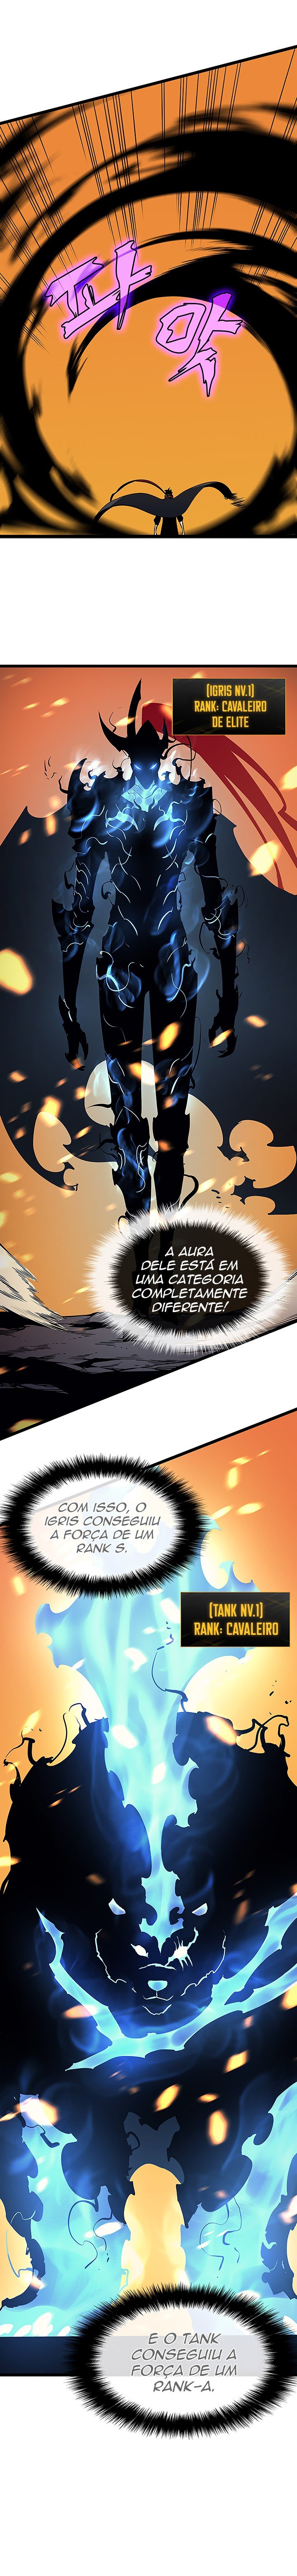 파악
[IGRIS NV.1]
RANK: CAVALEIRO
DE ELITE
A AURA
DELE ESTÁ EM
UMA CATEGORIA
COMPLETAMENTE
DIFERENTE!
COM ISSO, O
IGRIS CONSEGUIU
A FORÇA DE UM
RANK S.
[TANK NV.1]
RANK: CAVALEIRO
E O TANK
CONSEGUIU A
FORÇA DE UM
RANK-A.